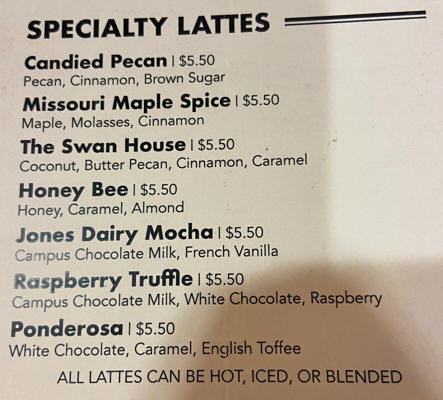 SPECIALTY LATTES
Candied Pecan | $5.50
Pecan, Cinnamon, Brown Sugar
Missouri Maple Spice | $5.50
Maple, Molasses, Cinnamon
The Swan House | $5.50
Coconut, Butter Pecan, Cinnamon, Caramel
Honey Bee | $5.50
Honey, Caramel, Almond
Jones Dairy Mocha | $5.50
Campus Chocolate Milk, French Vanilla
Raspberry Truffle | $5.50
Campus Chocolate Milk, White Chocolate, Raspberry
Ponderosa | $5.50
White Chocolate, Caramel, English Toffee
ALL LATTES CAN BE HOT, ICED, OR BLENDED